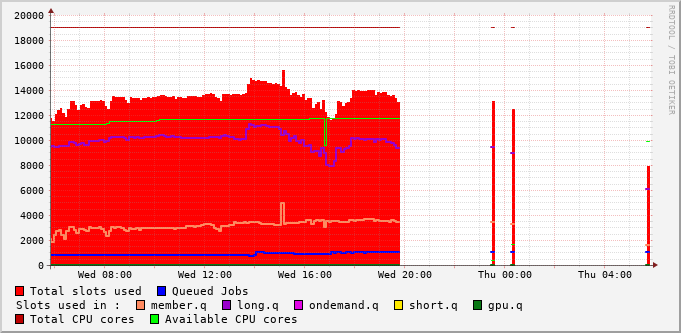 20000
18000
16000
14000
12000
10000
8000
6000
4000
2000
0
Wed 08:00 Wed 12:00 Wed 16:00 Wed 20:00 Thu 00:00 Thu 04:00
Total slots used Queued Jobs
Slots used in : member.q long.q ondemand.q short.q gpu.q
Total CPU cores Available CPU cores
RRDTOOL / TOBI OETIKER